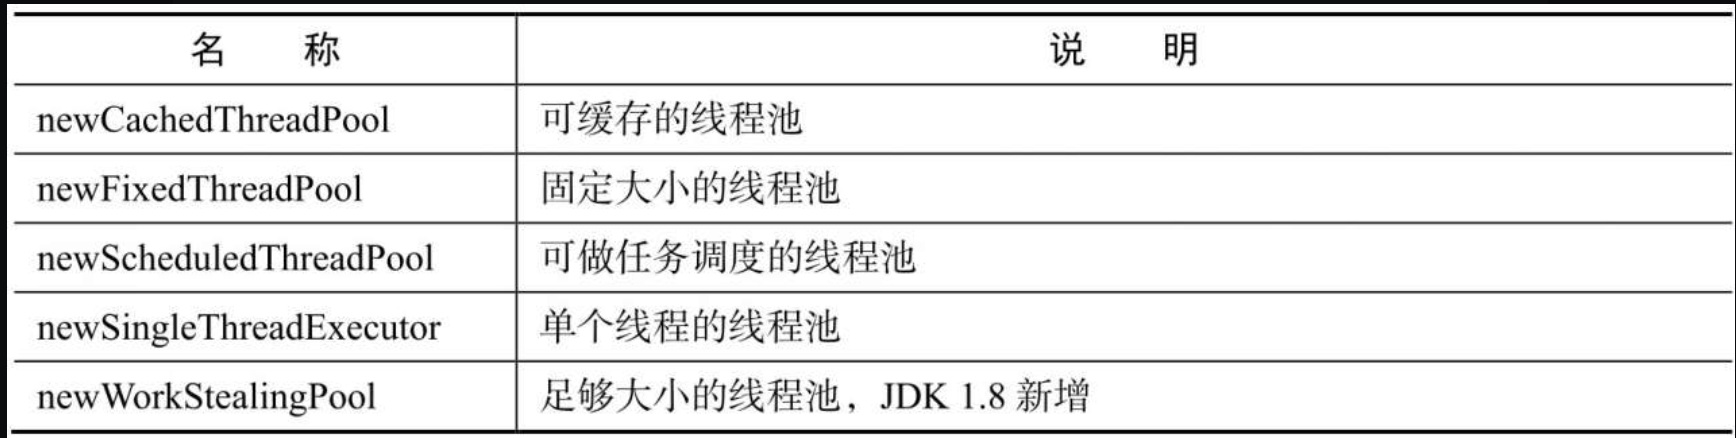 名 称 说 明
newCachedThreadPool 可缓存的线程池
newFixedThreadPool 固定大小的线程池
newScheduledThreadPool 可做任务调度的线程池
newSingleThreadExecutor 单个线程的线程池
newWorkStealingPool 足够大小的线程池，JDK 1.8 新增